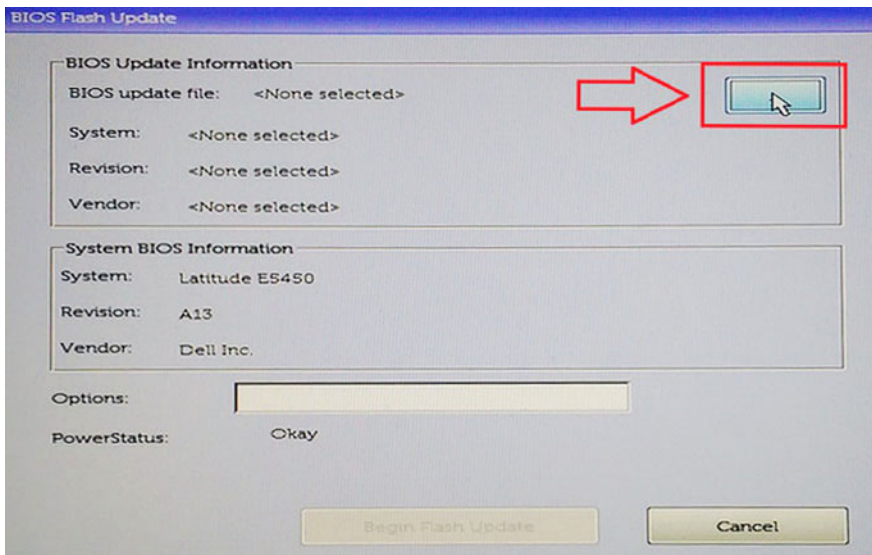 BIOS Flash Update
BIOS Update Information
BIOS update file: <None selected>
System: <None selected>
Revision: <None selected>
Vendor: <None selected>
System BIOS Information
System: Latitude E5450
Revision: A13
Vendor: Dell Inc.
Options:
PowerStatus: Okay
Begin Flash Update
Cancel